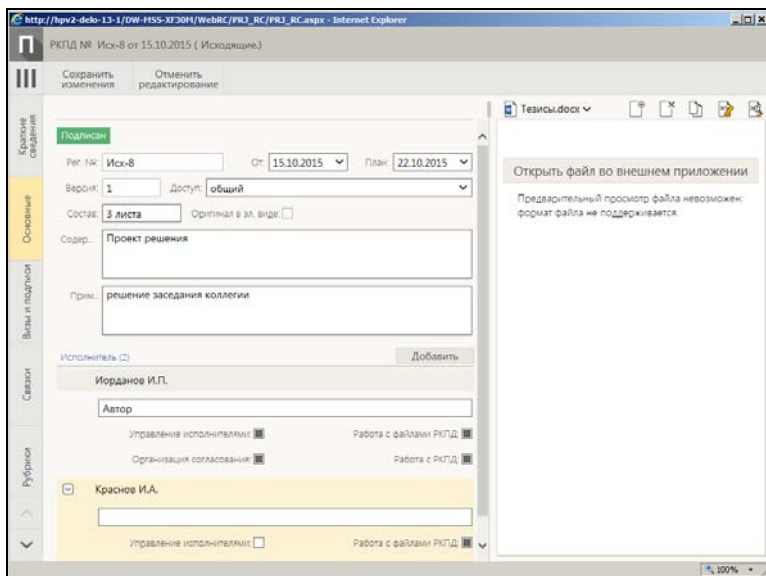 http://hpv2-delo-13-1/DW-MSS-XF30M/WebRC/PRJ_RC/PRJ_RC.aspx - Internet Explorer
П РКПД № Исх-8 от 15.10.2015 ( Исходящие.)
Сохранить изменения
Отменить редактирование
Краткие сведения
Основные
Визы и подписи
Связки
Рубрики
Подписан
Рег. №: Исх-8 От: 15.10.2015 План: 22.10.2015
Версия: 1 Доступ: общий
Состав: 3 листа Оригинал в эл. виде:
Содер... Проект решения
Прим.: решение заседания коллегии
Исполнитель (2) Добавить
Иорданов И.П.
Автор
Управление исполнителями: Работа с файлами РКПД:
Организация согласования: Работа с РКПД:
Краснов И.А.
Управление исполнителями: Работа с файлами РКПД:
Тезисы.docx
Открыть файл во внешнем приложении
Предварительный просмотр файла невозможен:
формат файла не поддерживается.
100%